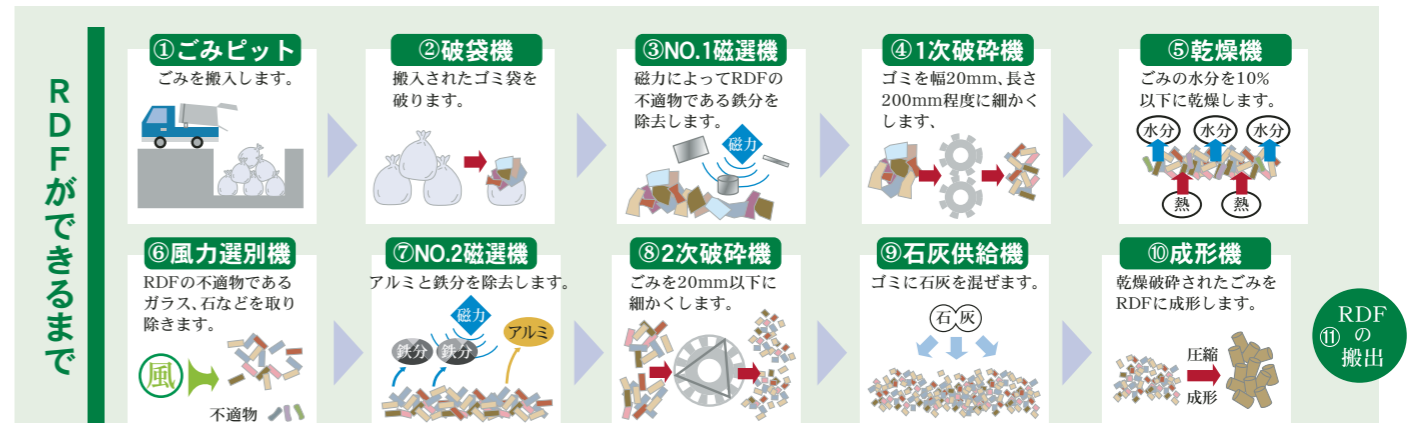 RDFができるまで
①ごみピット
ごみを搬入します。
②破袋機
搬入されたゴミ袋を
破ります。
③NO.1磁選機
磁力によってRDFの
不適物である鉄分を
除去します。
磁力
④1次破砕機
ゴミを幅20mm、長さ
200mm程度に細かく
します、
⑤乾燥機
ごみの水分を10%
以下に乾燥します。
水分
水分
水分
熱
熱
⑥風力選別機
RDFの不適物である
ガラス、石などを取り
除きます。
風
不適物
⑦NO.2磁選機
アルミと鉄分を除去します。
磁力
鉄分
鉄分
アルミ
⑧2次破砕機
ごみを20mm以下に
細かくします。
⑨石灰供給機
ゴミに石灰を混ぜます。
石灰
⑩成形機
乾燥破砕されたごみを
RDFに成形します。
圧縮
成形
⑪
RDF
の
搬出